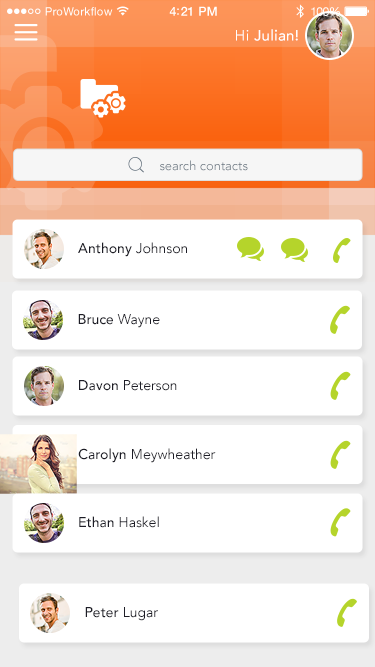 ProWorkflow 4:21 PM 100%
Hi Julian!
search contacts
Anthony Johnson
Bruce Wayne
Davon Peterson
Carolyn Meywheather
Ethan Haskel
Peter Lugar